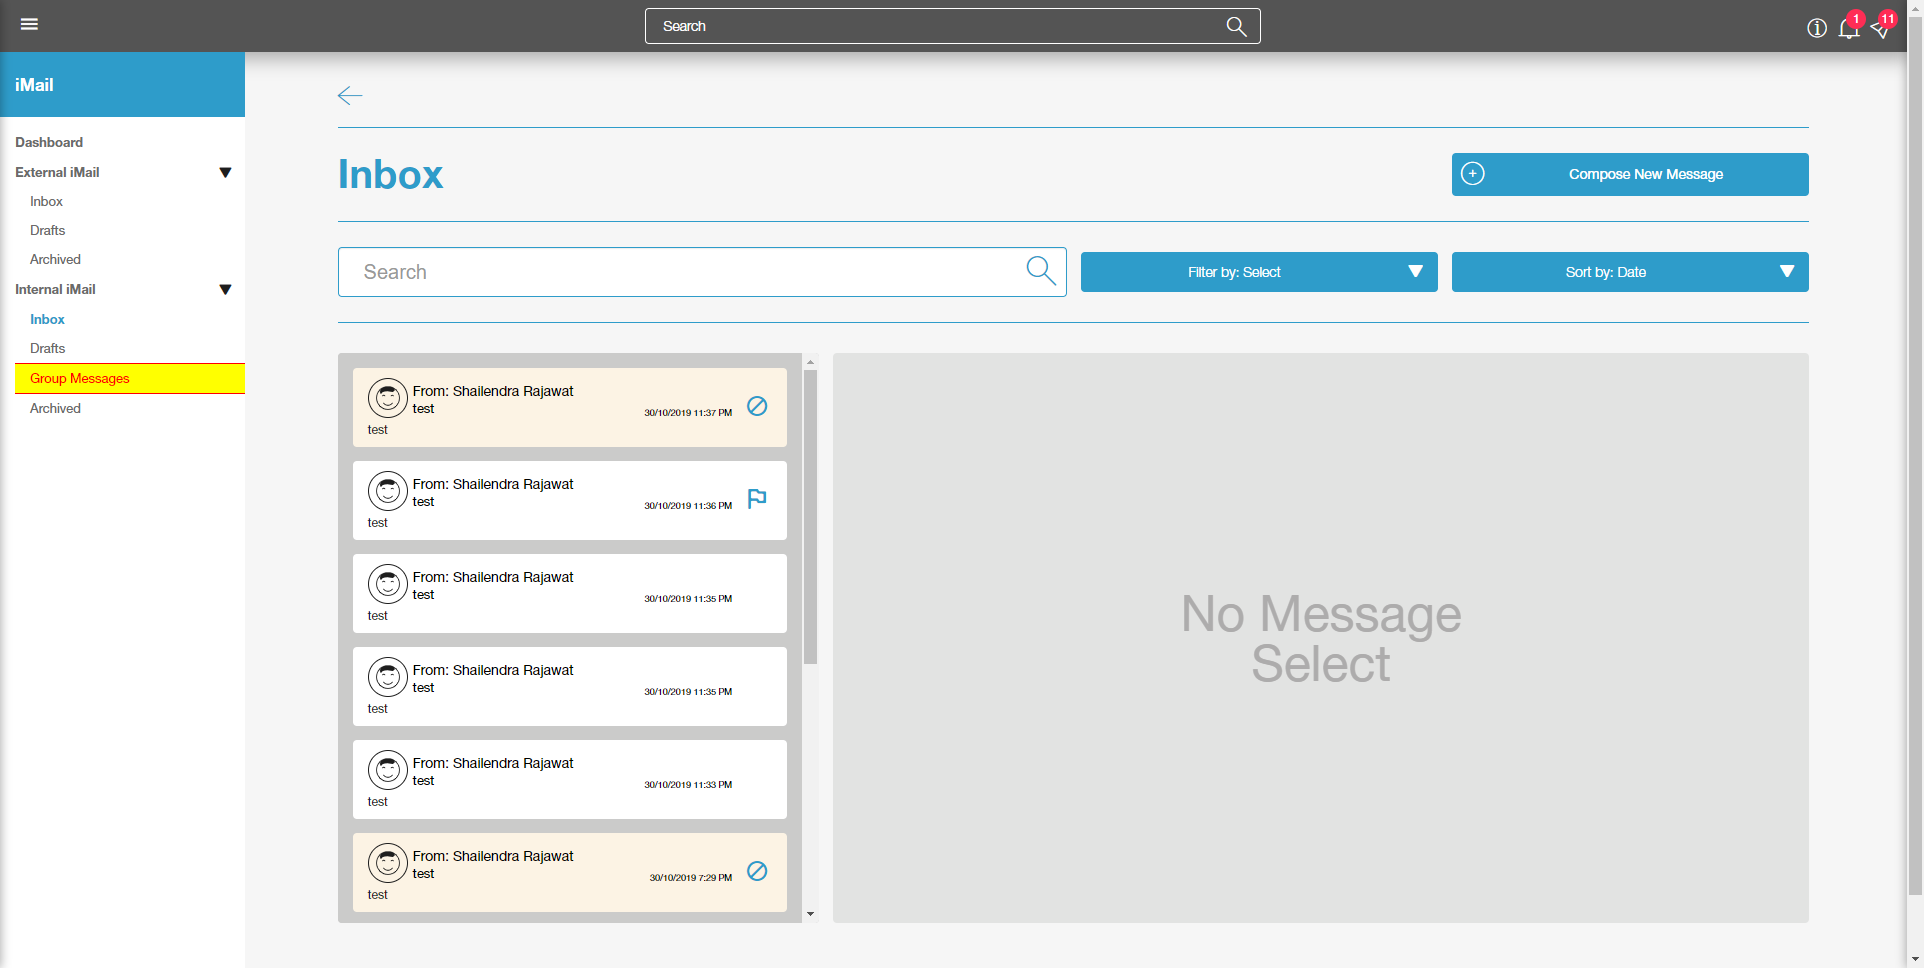 Search
1
11
iMail
Dashboard
External iMail
Inbox
Drafts
Archived
Internal iMail
Inbox
Drafts
Group Messages
Archived
Inbox
Compose New Message
Search
Filter by: Select
Sort by: Date
From: Shailendra Rajawat
test
30/10/2019 11:37 PM
test
From: Shailendra Rajawat
test
30/10/2019 11:36 PM
test
From: Shailendra Rajawat
test
30/10/2019 11:35 PM
test
From: Shailendra Rajawat
test
30/10/2019 11:35 PM
test
From: Shailendra Rajawat
test
30/10/2019 11:33 PM
test
From: Shailendra Rajawat
test
30/10/2019 7:29 PM
test
No Message
Select